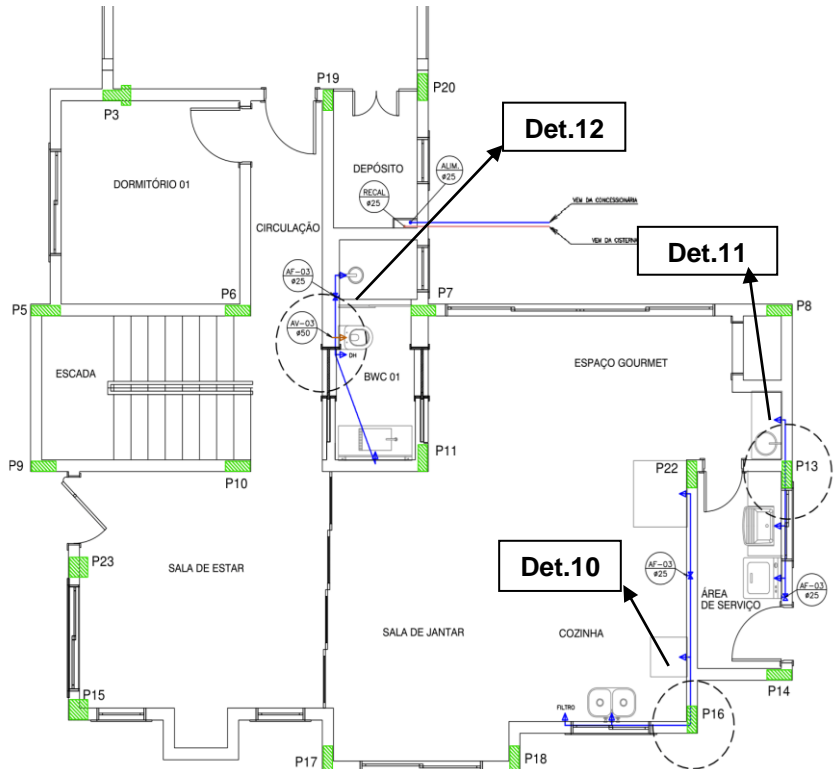 P19
P20
P3
Det.12
DEPÓSITO
ALIM.
ø25
DORMITÓRIO 01
RECAL
ø25
VEM DA CONCESSIONÁRIA
CIRCULAÇÃO
VEM DA CISTERNA
Det.11
AF-03
ø25
P5
P6
P7
P8
AV-03
ø50
DH
ESPAÇO GOURMET
ESCADA
BWC 01
P9
P10
P11
P22
P13
P23
SALA DE ESTAR
Det.10
AF-03
ø25
ÁREA
DE SERVIÇO
AF-03
ø25
SALA DE JANTAR
COZINHA
P14
P15
FILTRO
P16
P17
P18